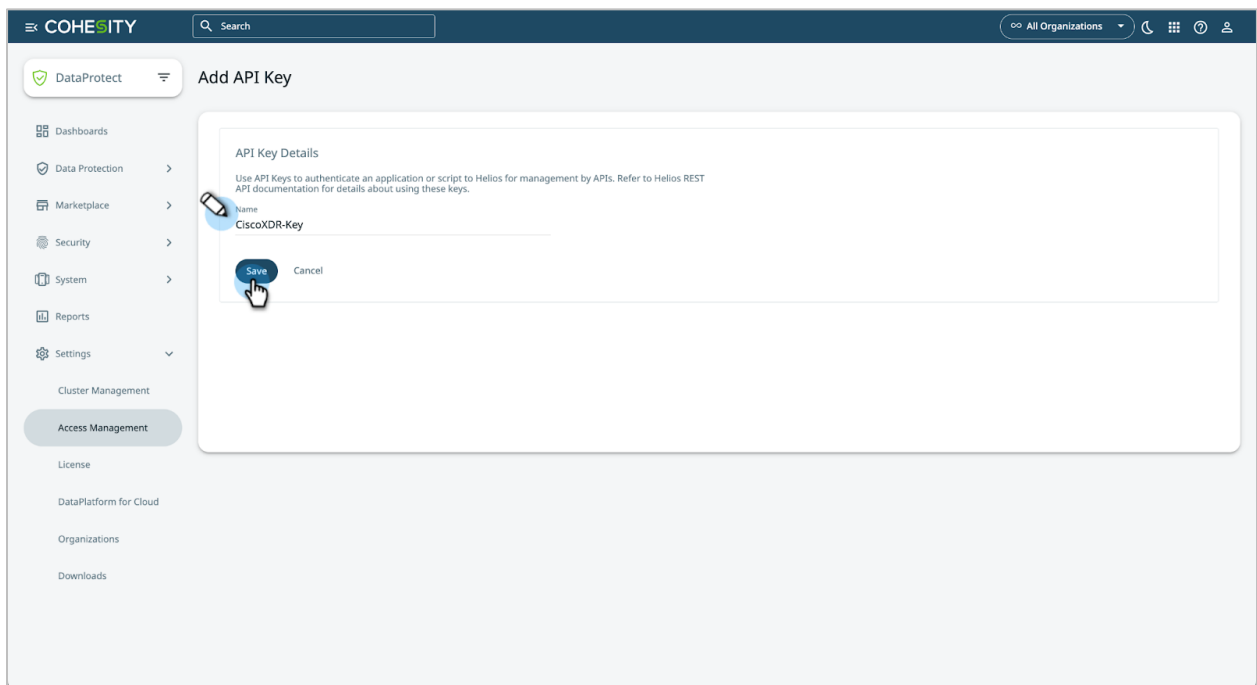 COHESITY
Search
All Organizations
DataProtect
Add API Key
Dashboards
Data Protection
Marketplace
Security
System
Reports
Settings
Cluster Management
Access Management
License
DataPlatform for Cloud
Organizations
Downloads
API Key Details
Use API Keys to authenticate an application or script to Helios for management by APIs. Refer to Helios REST
API documentation for details about using these keys.
Name
CiscoXDR-Key
Save Cancel